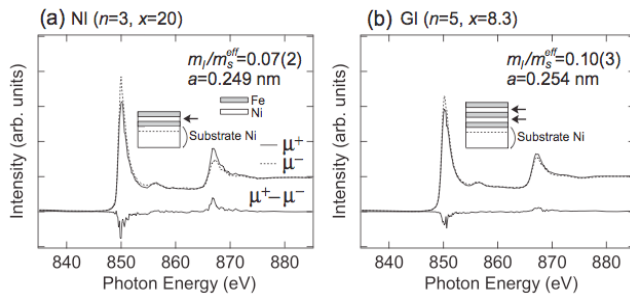 (a) NI (n=3, x=20)
m_l/m_s^eff=0.07(2)
a=0.249 nm
Fe
Ni
Substrate Ni
μ⁺
μ⁻
μ⁺−μ⁻
Intensity (arb. units)
840 850 860 870 880
Photon Energy (eV)
(b) GI (n=5, x=8.3)
m_l/m_s^eff=0.10(3)
a=0.254 nm
Substrate Ni
Intensity (arb. units)
840 850 860 870 880
Photon Energy (eV)